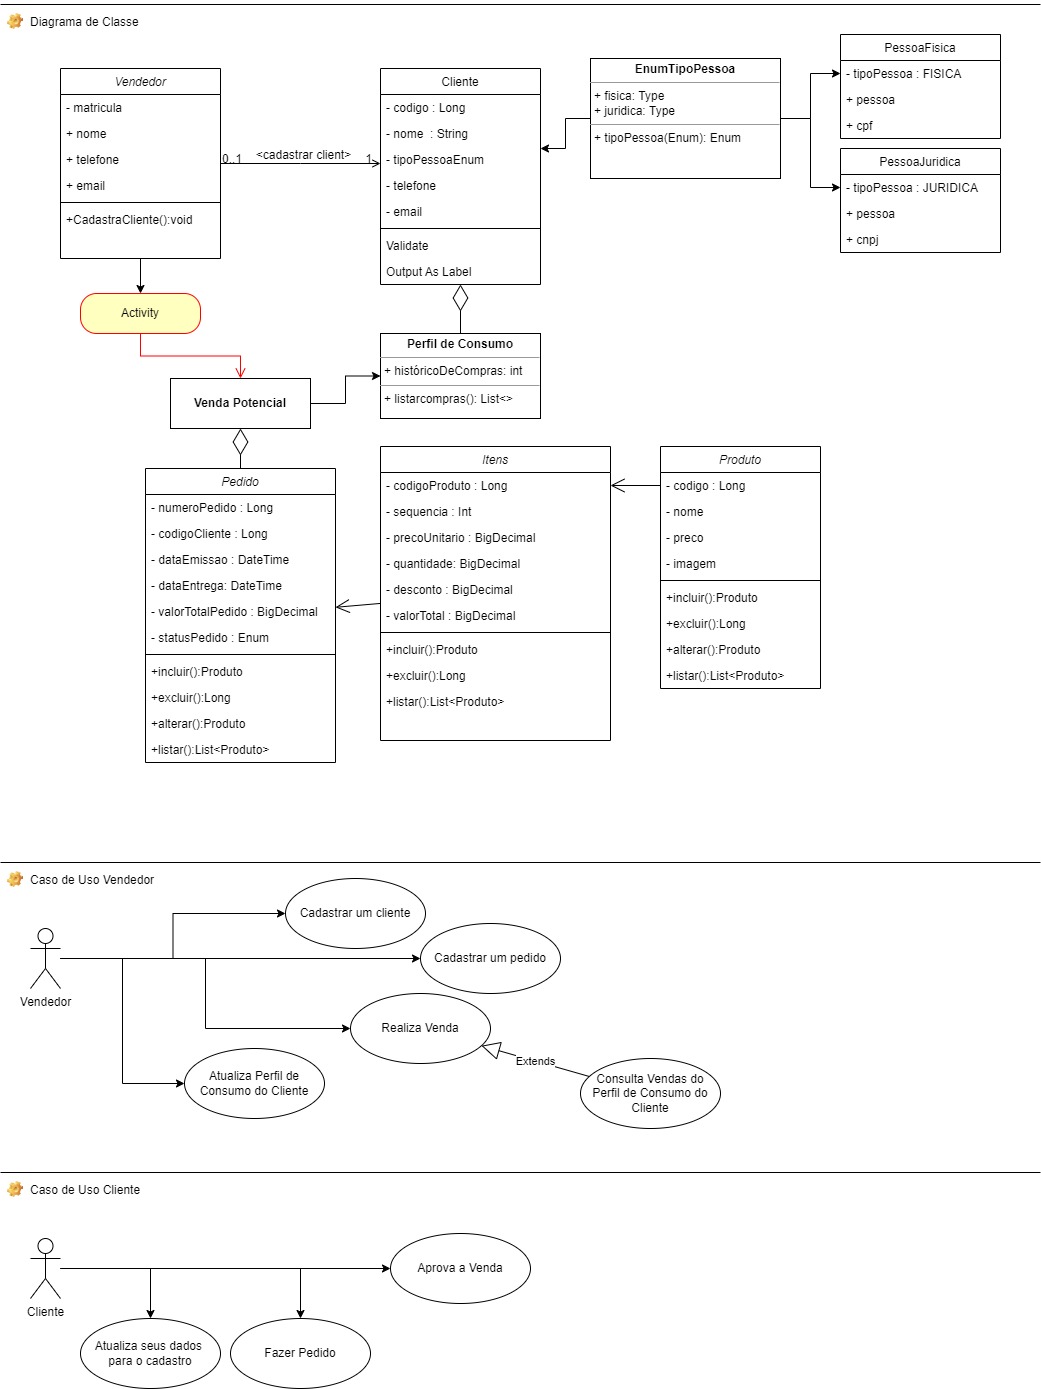 Diagrama de Classe
Vendedor
- matricula
+ nome
+ telefone
+ email
+CadastraCliente():void
0..1
<cadastrar client>
1
Cliente
- codigo : Long
- nome  : String
- tipoPessoaEnum
- telefone
- email
Validate
Output As Label
EnumTipoPessoa
+ fisica: Type
+ juridica: Type
+ tipoPessoa(Enum): Enum
PessoaFisica
- tipoPessoa : FISICA
+ pessoa
+ cpf
PessoaJuridica
- tipoPessoa : JURIDICA
+ pessoa
+ cnpj
Activity
Venda Potencial
Perfil de Consumo
+ históricoDeCompras: int
+ listarcompras(): List<>
Pedido
- numeroPedido : Long
- codigoCliente : Long
- dataEmissao : DateTime
- dataEntrega: DateTime
- valorTotalPedido : BigDecimal
- statusPedido : Enum
+incluir():Produto
+excluir():Long
+alterar():Produto
+listar():List<Produto>
Itens
- codigoProduto : Long
- sequencia : Int
- precoUnitario : BigDecimal
- quantidade: BigDecimal
- desconto : BigDecimal
- valorTotal : BigDecimal
+incluir():Produto
+excluir():Long
+listar():List<Produto>
Produto
- codigo : Long
- nome
- preco
- imagem
+incluir():Produto
+excluir():Long
+alterar():Produto
+listar():List<Produto>
Caso de Uso Vendedor
Vendedor
Cadastrar um cliente
Cadastrar um pedido
Realiza Venda
Atualiza Perfil de
Consumo do Cliente
Extends
Consulta Vendas do
Perfil de Consumo do
Cliente
Caso de Uso Cliente
Cliente
Aprova a Venda
Atualiza seus dados
para o cadastro
Fazer Pedido